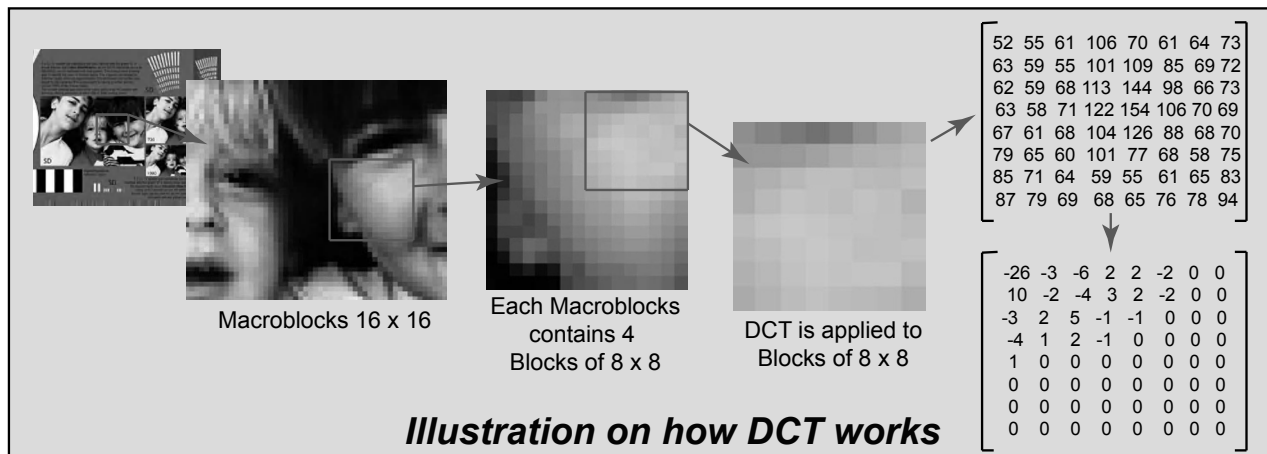 SD
SD
SD
Macroblocks 16 x 16
Each Macroblocks
contains 4
Blocks of 8 x 8
DCT is applied to
Blocks of 8 x 8
52 55 61 106 70 61 64 73
63 59 55 101 109 85 69 72
62 59 68 113 144 98 66 73
63 58 71 122 154 106 70 69
67 61 68 104 126 88 68 70
79 65 60 101 77 68 58 75
85 71 64 59 55 61 65 83
87 79 69 68 65 76 78 94
-26 -3 -6 2 2 -2 0 0
10 -2 -4 3 2 -2 0 0
-3 2 5 -1 -1 0 0 0
-4 1 2 -1 0 0 0 0
1 0 0 0 0 0 0 0
0 0 0 0 0 0 0 0
0 0 0 0 0 0 0 0
0 0 0 0 0 0 0 0
Illustration on how DCT works